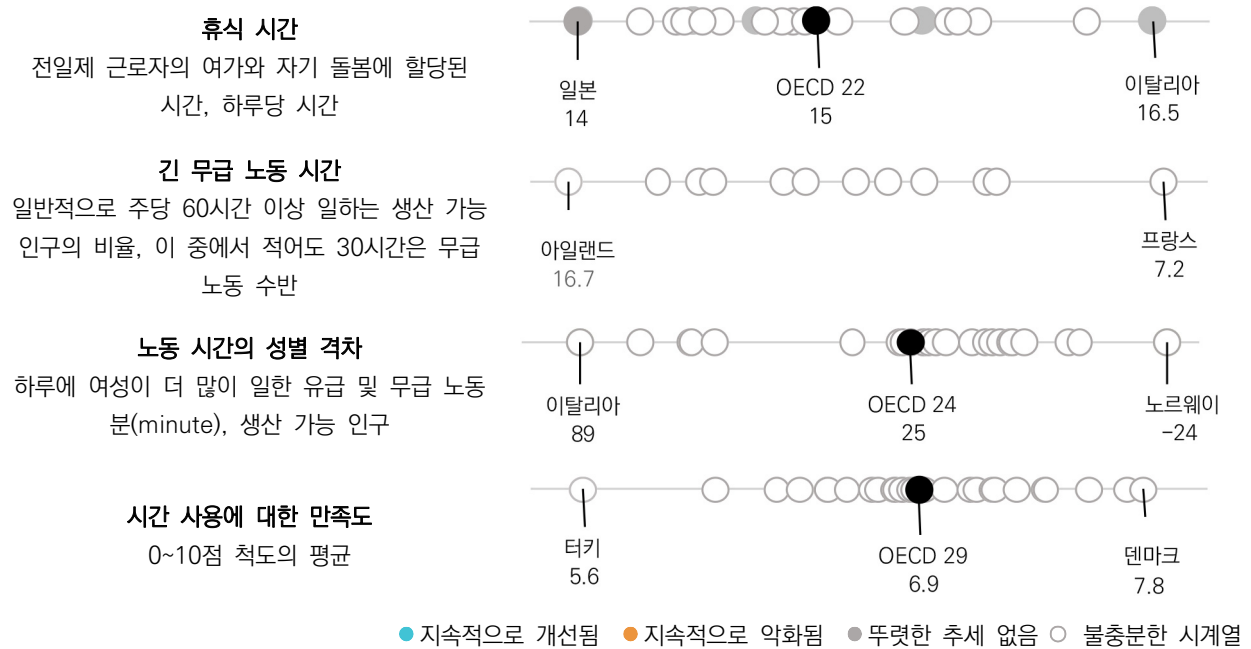 휴식 시간
전일제 근로자의 여가와 자기 돌봄에 할당된
시간, 하루당 시간
일본
14
OECD 22
15
이탈리아
16.5
긴 무급 노동 시간
일반적으로 주당 60시간 이상 일하는 생산 가능
인구의 비율, 이 중에서 적어도 30시간은 무급
노동 수반
아일랜드
16.7
프랑스
7.2
노동 시간의 성별 격차
하루에 여성이 더 많이 일한 유급 및 무급 노동
분(minute), 생산 가능 인구
이탈리아
89
OECD 24
25
노르웨이
-24
시간 사용에 대한 만족도
0~10점 척도의 평균
터키
5.6
OECD 29
6.9
덴마크
7.8
지속적으로 개선됨 지속적으로 악화됨 뚜렷한 추세 없음 불충분한 시계열